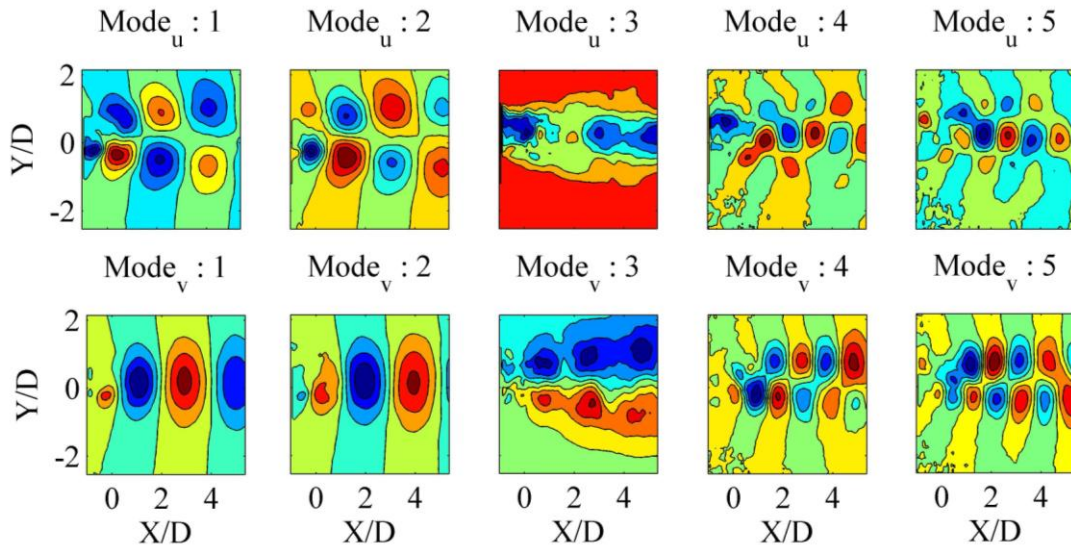 Mode_u : 1 Mode_u : 2 Mode_u : 3 Mode_u : 4 Mode_u : 5
2
0
-2
Y/D
Mode_v : 1 Mode_v : 2 Mode_v : 3 Mode_v : 4 Mode_v : 5
2
0
-2
Y/D
0 2 4 0 2 4 0 2 4 0 2 4 0 2 4
X/D X/D X/D X/D X/D